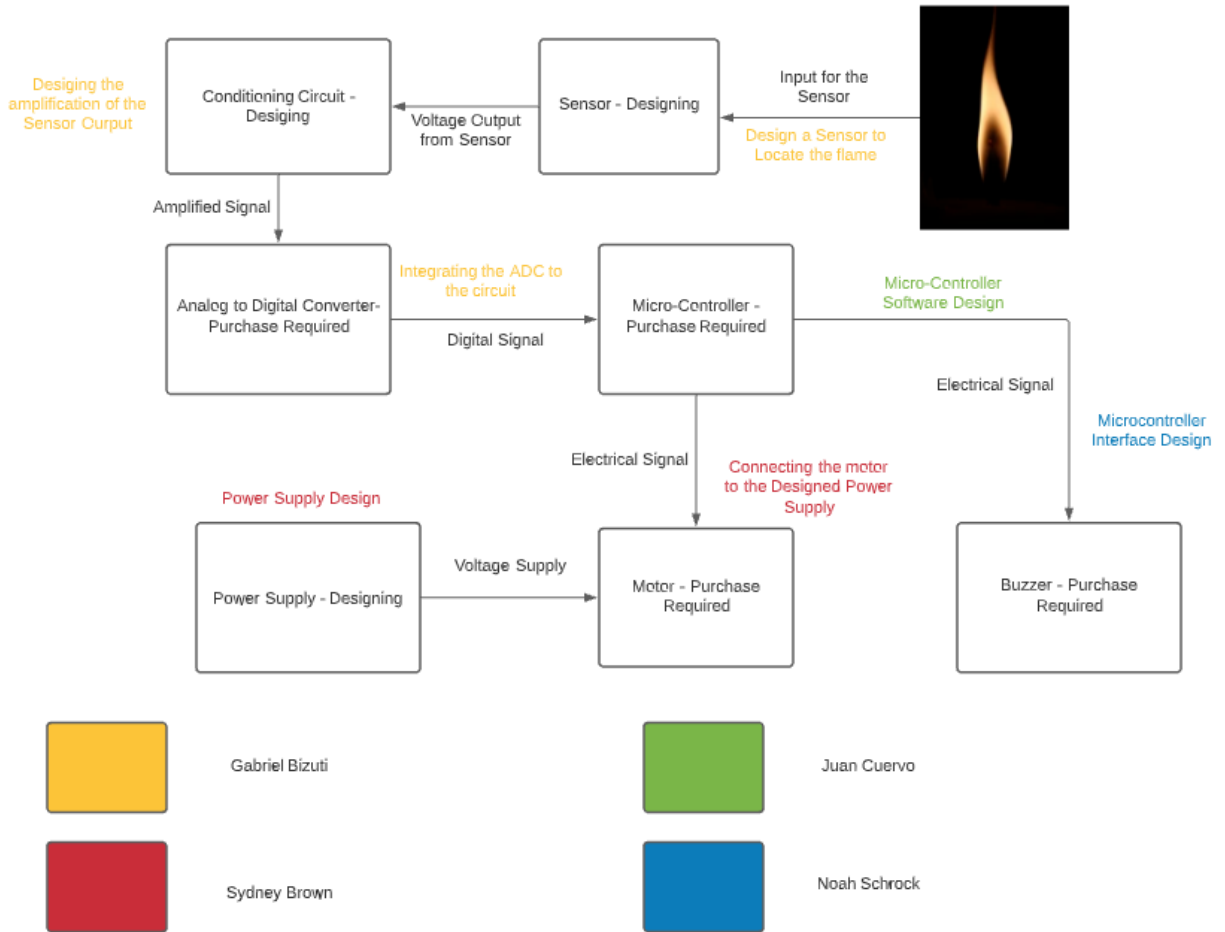 Desiging the
amplification of the
Sensor Ourput
Conditioning Circuit -
Desiging
Voltage Output
from Sensor
Sensor - Designing
Input for the
Sensor
Design a Sensor to
Locate the flame
Amplified Signal
Analog to Digital Converter-
Purchase Required
Integrating the ADC to
the circuit
Digital Signal
Micro-Controller -
Purchase Required
Micro-Controller
Software Design
Electrical Signal
Microcontroller
Interface Design
Electrical Signal
Connecting the motor
to the Designed Power
Supply
Power Supply Design
Power Supply - Designing
Voltage Supply
Motor - Purchase
Required
Buzzer - Purchase
Required
Gabriel Bizuti
Juan Cuervo
Sydney Brown
Noah Schrock